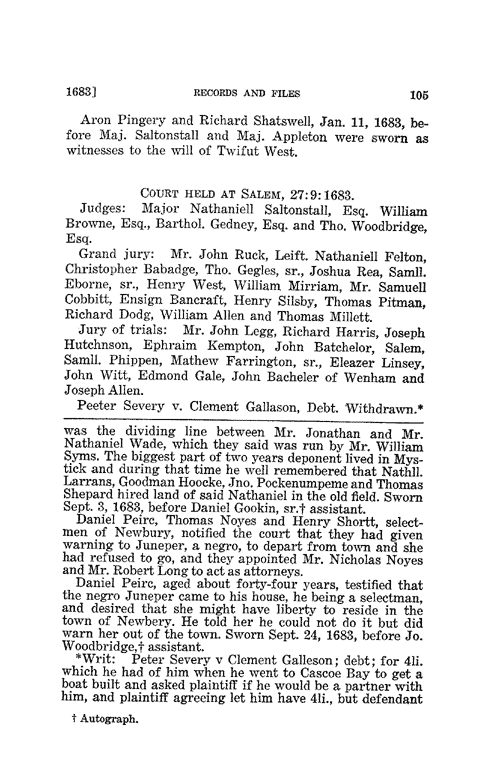 1683]	RECORDS AND FILES	105
Aron Pingery and Richard Shatswell, Jan. 11, 1683, be-
fore Maj. Saltonstall and Maj. Appleton were sworn as
witnesses to the will of Twifut West.
COURT HELD AT SALEM, 27:9:1683.
Judges: Major Nathaniell Saltonstall, Esq. William
Browne, Esq., Barthol. Gedney, Esq. and Tho. Woodbridge,
Esq.
Grand jury: Mr. John Ruck, Leift. Nathaniell Felton,
Christopher Babadge, Tho. Gegles, sr., Joshua Rea, Samll.
Eborne, sr., Henry West, William Mirriam, Mr. Samuell
Cobbitt, Ensign Bancraft, Henry Silsby, Thomas Pitman,
Richard Dodg, William Allen and Thomas Millett.
Jury of trials: Mr. John Legg, Richard Harris, Joseph
Hutchnson, Ephraim Kempton, John Batchelor, Salem,
Samll. Phippen, Mathew Farrington, sr., Eleazer Linsey,
John Witt, Edmond Gale, John Bacheler of Wenham and
Joseph Allen.
Peeter Severy v. Clement Gallason, Debt. Withdrawn.*
was the dividing line between Mr. Jonathan and Mr.
Nathaniel Wade, which they said was run by Mr. William
Syms. The biggest part of two years deponent lived in Mys-
tick and during that time he well remembered that Nathll.
Larrans, Goodman Hoocke, Jno. Pockenumpeme and Thomas
Shepard hired land of said Nathaniel in the old field. Sworn
Sept. 3, 1683, before Daniel Gookin, sr.† assistant.
Daniel Peirc, Thomas Noyes and Henry Shortt, select-
men of Newbury, notified the court that they had given
warning to Juneper, a negro, to depart from town and she
had refused to go, and they appointed Mr. Nicholas Noyes
and Mr. Robert Long to act as attorneys.
Daniel Peirc, aged about forty-four years, testified that
the negro Juneper came to his house, he being a selectman,
and desired that she might have liberty to reside in the
town of Newbery. He told her he could not do it but did
warn her out of the town. Sworn Sept. 24, 1683, before Jo.
Woodbridge,† assistant.
*Writ: Peter Severy v Clement Galleson; debt; for 4li.
which he had of him when he went to Cascoe Bay to get a
boat built and asked plaintiff if he would be a partner with
him, and plaintiff agreeing let him have 4li., but defendant
† Autograph.